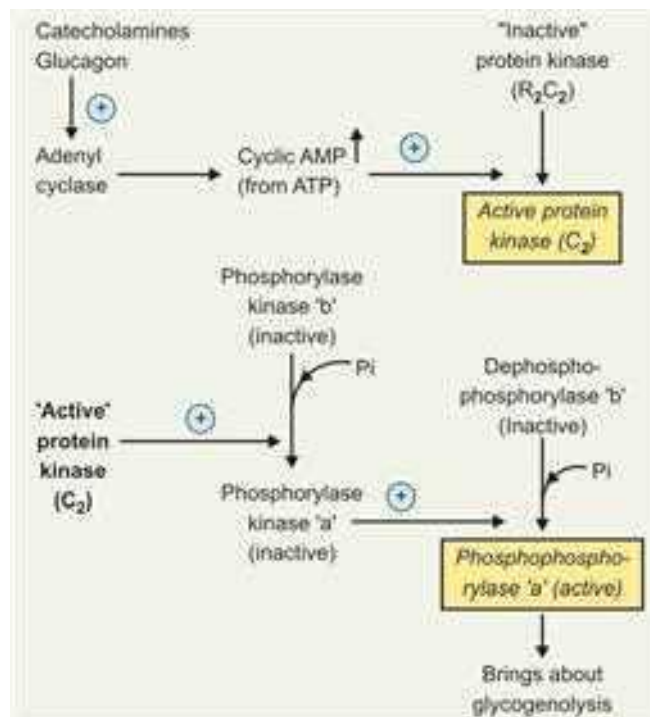 Catecholamines
Glucagon
+
Adenyl
cyclase
Cyclic AMP
(from ATP)
+
"Inactive"
protein kinase
(R₂C₂)
Active protein
kinase (C₂)
Phosphorylase
kinase 'b'
(inactive)
Pi
"Active"
protein
kinase
(C₂)
+
Phosphorylase
kinase 'a'
(inactive)
+
Dephospho-
phosphorylase 'b'
(Inactive)
Pi
Phosphophospho-
rylase 'a' (active)
Brings about
glycogenolysis